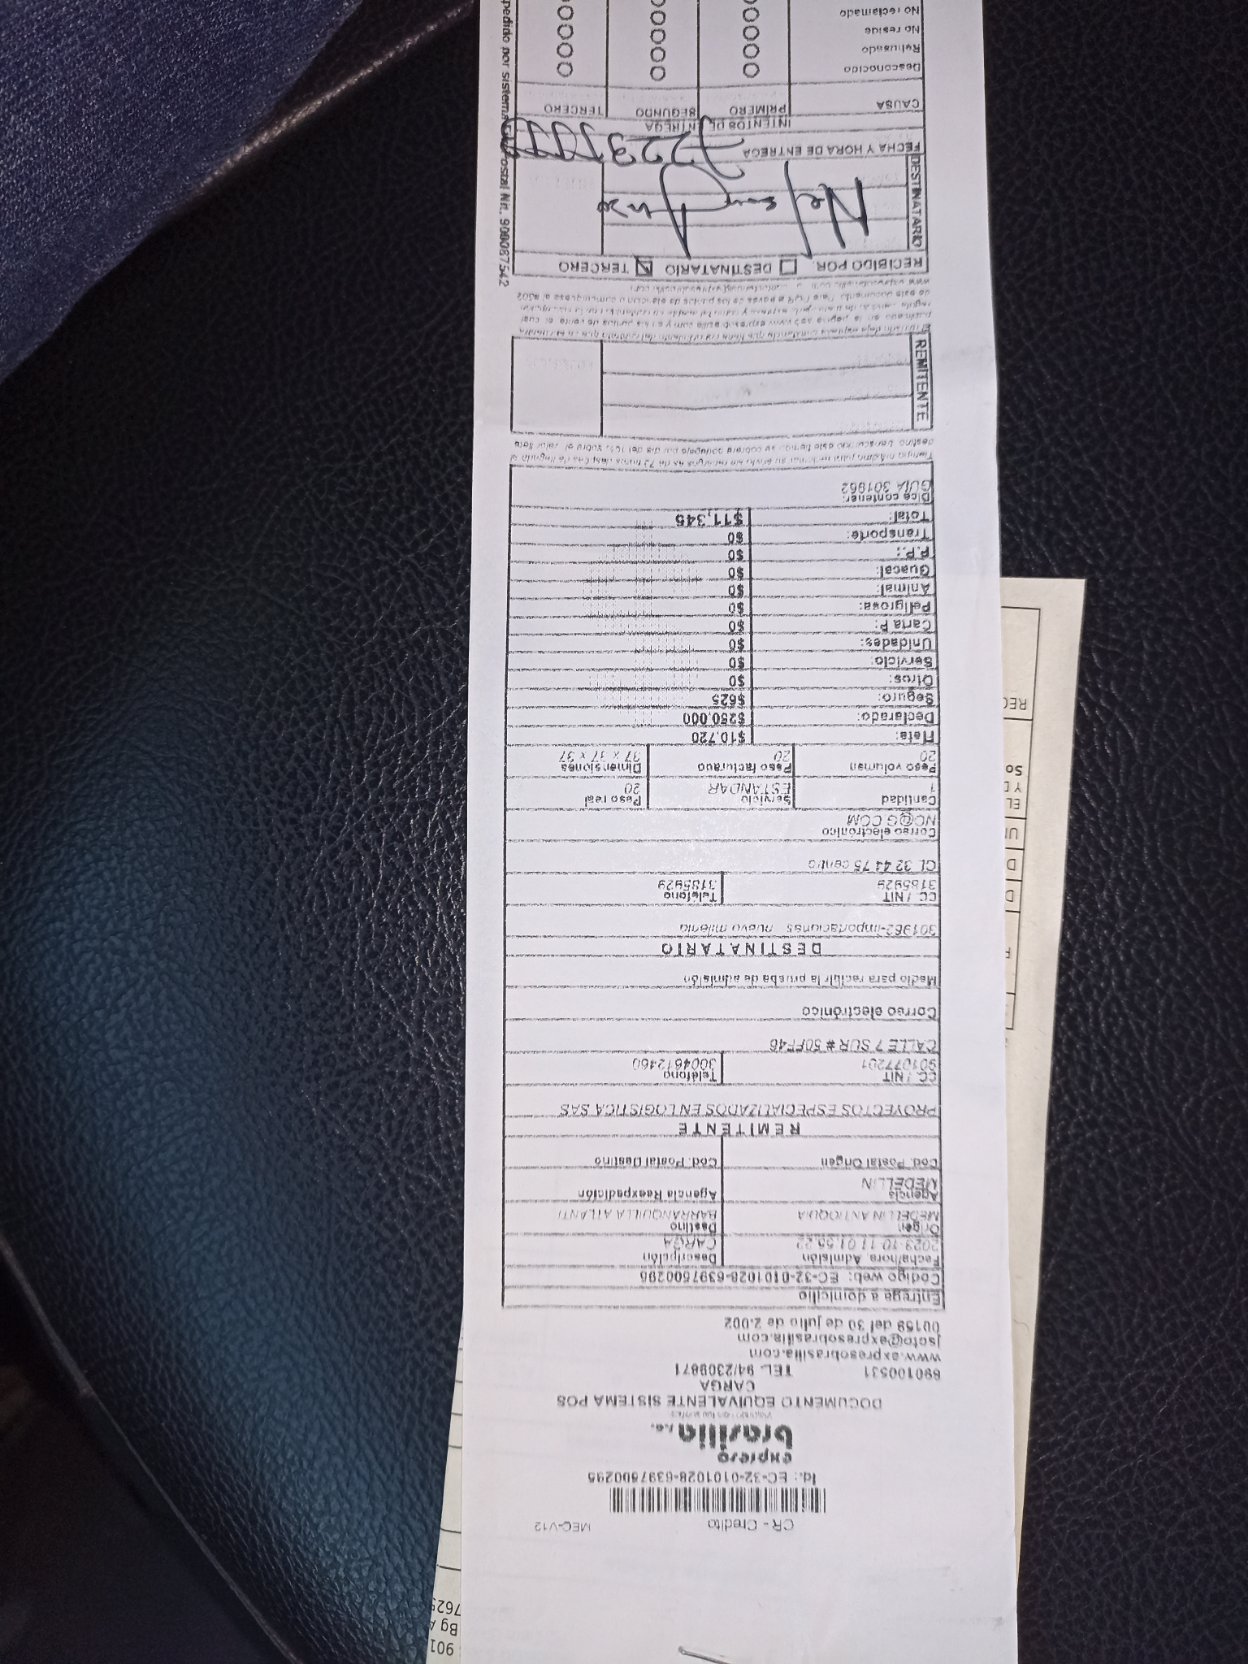 CR - Credito MEC-V12
Id.: EC-32-0101028-6397500295
expreso
brasilia s.a.
DOCUMENTO EQUIVALENTE SISTEMA POS
CARGA
890100531 TEL. 94/2309871
www.expresobrasilia.com
jsoto@expresobrasilia.com
00159 del 30 de julio de 2.002
Entrega a domicilio
Código web: EC-32-0101028-6397500295
Fecha/hora Admisión Descripción
2023-10-11 01:55:22 CARGA
Origen Destino
MEDELLIN ANTIOQUIA BARRANQUILLA ATLANTI
Agencia Agencia Reexpedición
MEDELLIN
Cód. Postal Origen Cód. Postal Destino
REMITENTE
PROYECTOS ESPECIALIZADOS EN LOGISTICA SAS
CC / NIT Teléfono
901077201 3004612460
CALLE 7 SUR # 50FF46
Correo electrónico
Medio para recibir la prueba de admisión
DESTINATARIO
301962-importaciones nuevo milenio
CC / NIT Teléfono
3185929 3185929
CL 32 44 75 centro
Correo electrónico
NC@G.COM
Cantidad Servicio Peso real
1 ESTANDAR 20
Peso volumen Peso facturado Dimensiones
20 20 37 x 37 x 37
Flete: $10.720
Declarado: $250.000
Seguro: $625
Otros: $0
Servicio: $0
Unidades: $0
Carta P: $0
Peligrosa: $0
Animal: $0
Guacal: $0
P.P.: $0
Transporte: $0
Total: $11,345
Dice contener:
GUIA 301962
REMITENTE
RECIBIDO POR: DESTINATARIO TERCERO
DESTINATARIO
FECHA Y HORA DE ENTREGA
INTENTOS DE ENTREGA
CAUSA PRIMERO SEGUNDO TERCERO
Desconocido
Rehusado
No reside
No reclamado